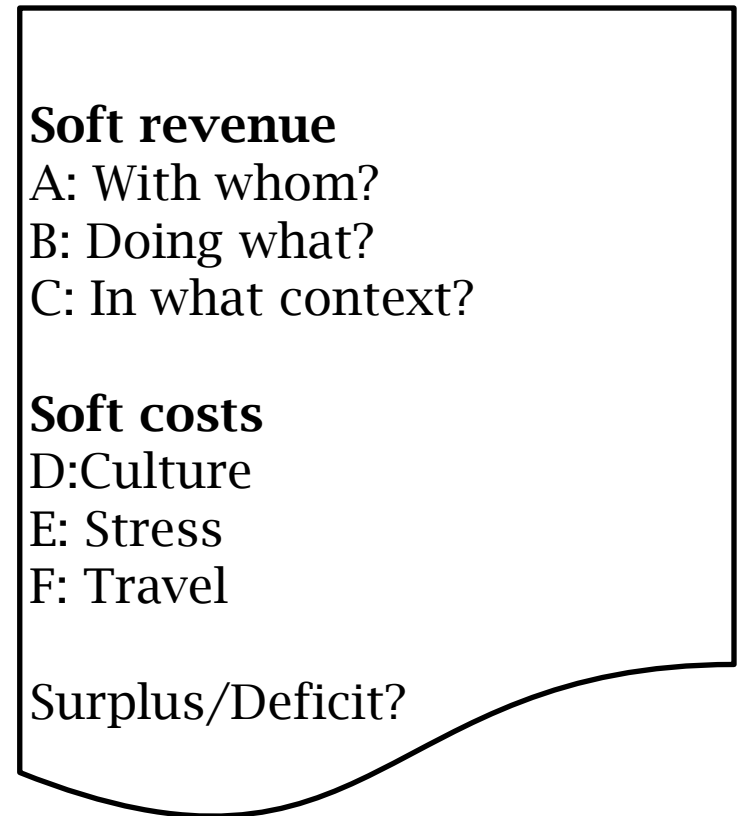 Soft revenue
A: With whom?
B: Doing what?
C: In what context?
Soft costs
D:Culture
E: Stress
F: Travel
Surplus/Deficit?